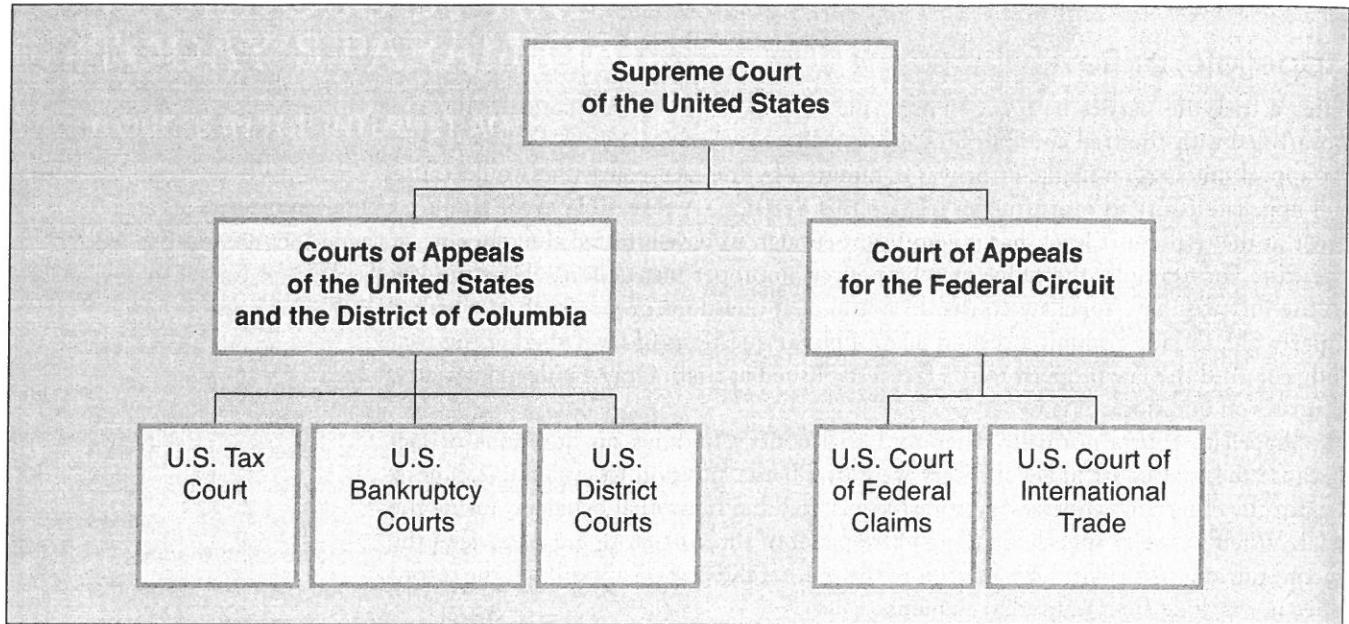 Supreme Court
of the United States
Courts of Appeals
of the United States
and the District of Columbia
Court of Appeals
for the Federal Circuit
U.S. Tax
Court
U.S.
Bankruptcy
Courts
U.S.
District
Courts
U.S. Court
of Federal
Claims
U.S. Court of
International
Trade